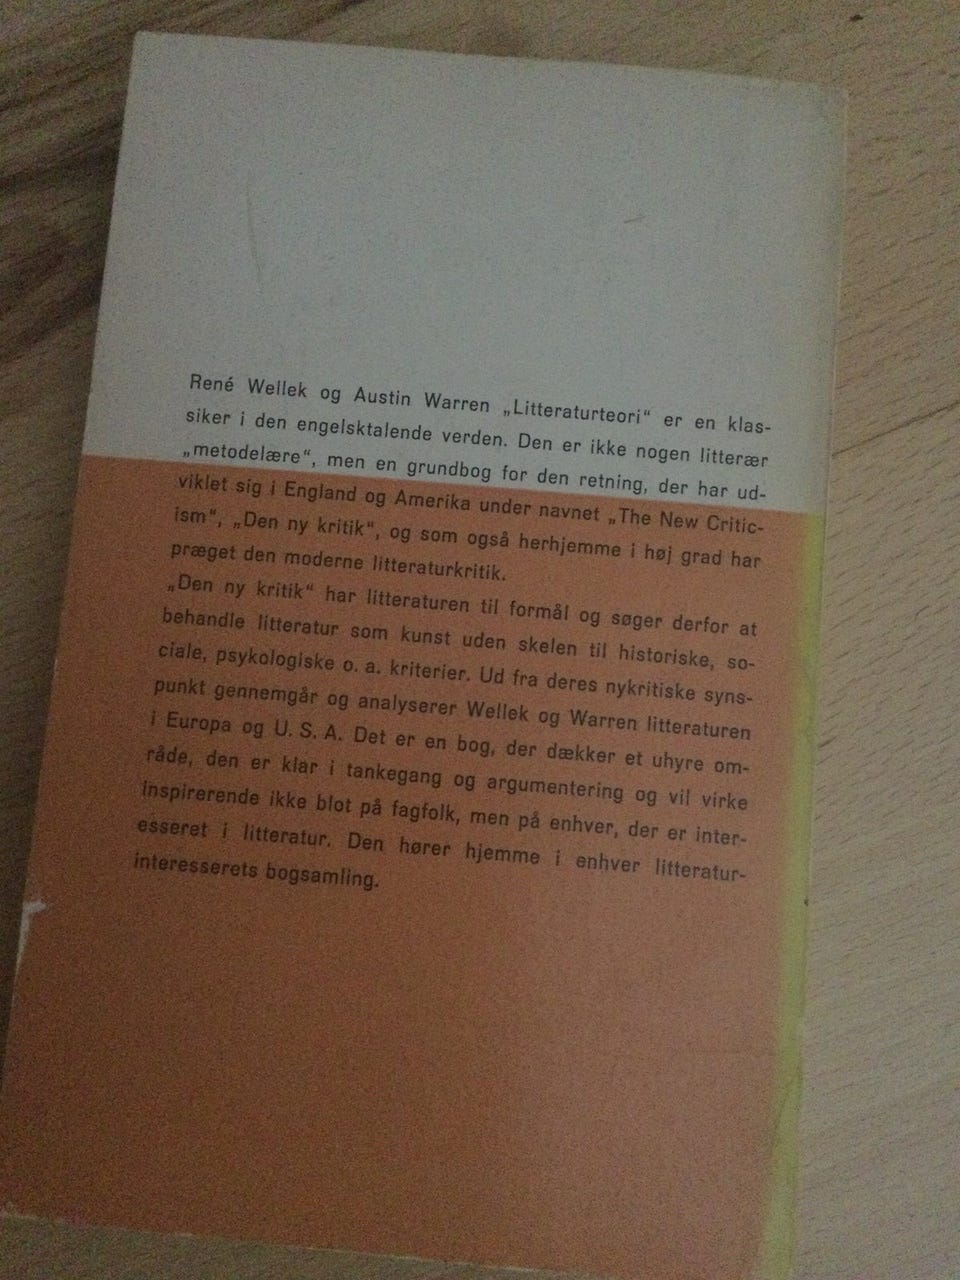 René Wellek og Austin Warren „Litteraturteori“ er en klas-
siker i den engelsktalende verden. Den er ikke nogen litterær
„metodelære“, men en grundbog for den retning, der har ud-
viklet sig i England og Amerika under navnet „The New Critic-
ism“, „Den ny kritik“, og som også herhjemme i høj grad har
præget den moderne litteraturkritik.
„Den ny kritik“ har litteraturen til formål og søger derfor at
behandle litteratur som kunst uden skelen til historiske, so-
ciale, psykologiske o. a. kriterier. Ud fra deres nykritiske syns-
punkt gennemgår og analyserer Wellek og Warren litteraturen
i Europa og U. S. A. Det er en bog, der dækker et uhyre om-
råde, den er klar i tankegang og argumentering og vil virke
inspirerende ikke blot på fagfolk, men på enhver, der er inter-
esseret i litteratur. Den hører hjemme i enhver litteratur-
interesserets bogsamling.